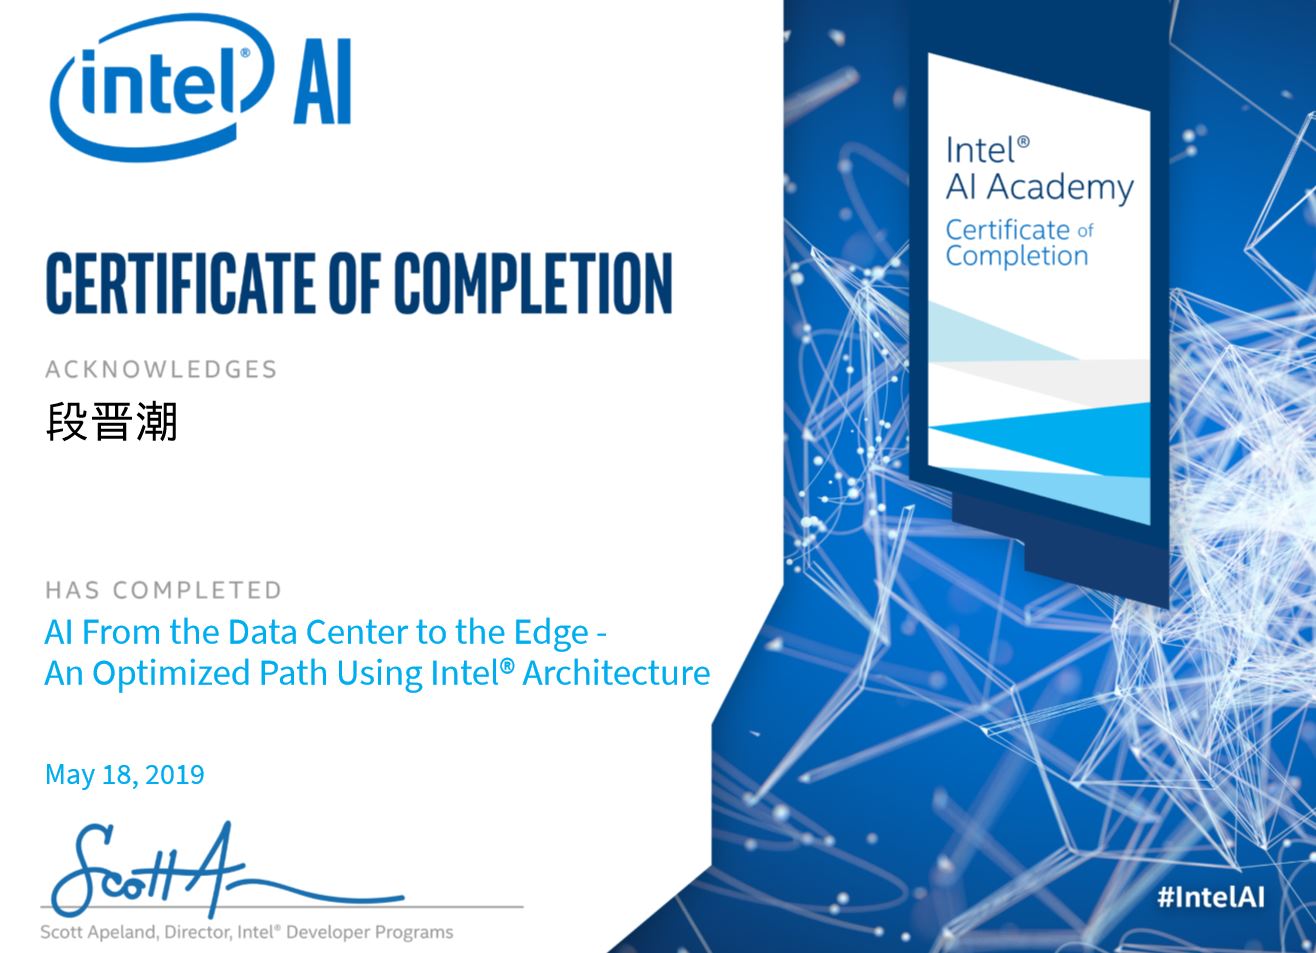 intel® AI
CERTIFICATE OF COMPLETION
ACKNOWLEDGES
段晋潮
HAS COMPLETED
AI From the Data Center to the Edge -
An Optimized Path Using Intel® Architecture
May 18, 2019
Scott A
Scott Apeland, Director, Intel® Developer Programs
Intel®
AI Academy
Certificate of
Completion
#IntelAI